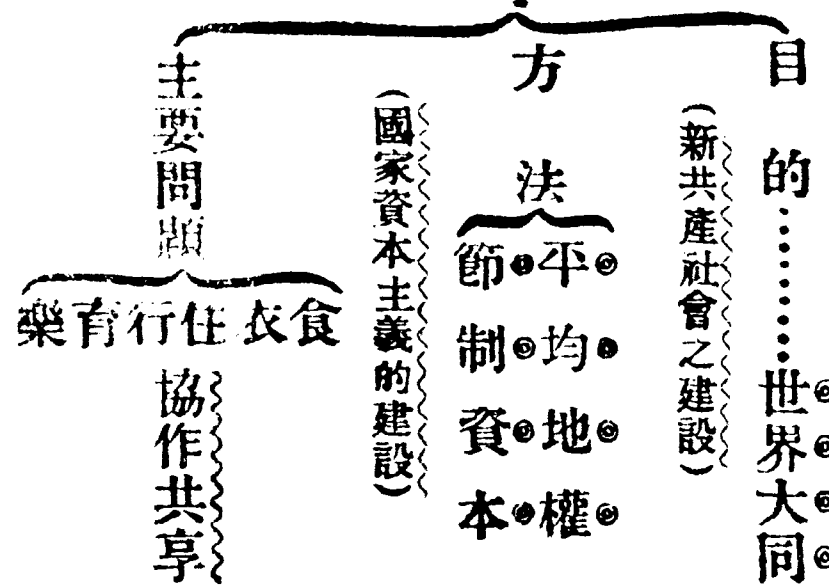 目的……世界大同
(新共產社會之建設)
方法
平均地權
節制資本
(國家資本主義的建設)
主要問題
食衣住行育樂
協作共享